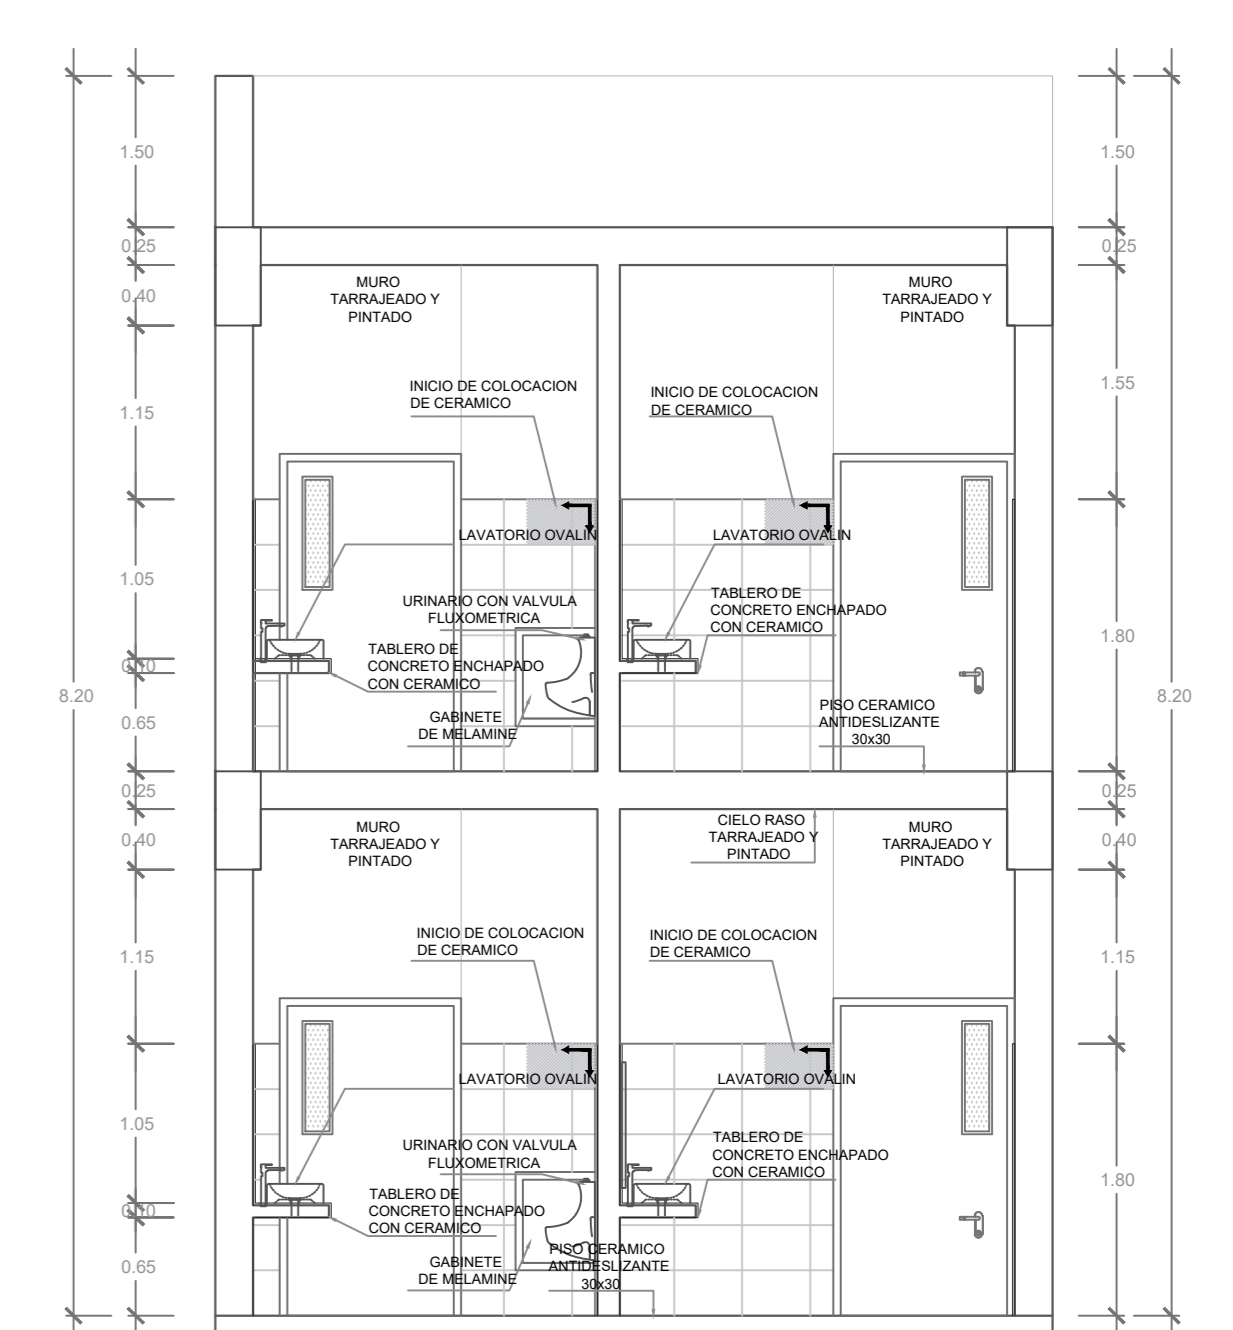 1.50
1.50
0.25
0.25
MURO
TARRAJEADO Y
PINTADO
MURO
TARRAJEADO Y
PINTADO
0.40
INICIO DE COLOCACION
DE CERAMICO
INICIO DE COLOCACION
DE CERAMICO
1.55
1.15
LAVATORIO OVALIN
LAVATORIO OVALIN
1.05
URINARIO CON VALVULA
FLUXOMETRICA
TABLERO DE
CONCRETO ENCHAPADO
CON CERAMICO
TABLERO DE
CONCRETO ENCHAPADO
CON CERAMICO
1.80
8.20
8.20
0.65
GABINETE
DE MELAMINE
PISO CERAMICO
ANTIDESLIZANTE
30x30
0.25
0.25
MURO
TARRAJEADO Y
PINTADO
CIELO RASO
TARRAJEADO Y
PINTADO
MURO
TARRAJEADO Y
PINTADO
0.40
0.40
INICIO DE COLOCACION
DE CERAMICO
INICIO DE COLOCACION
DE CERAMICO
1.15
1.15
LAVATORIO OVALIN
LAVATORIO OVALIN
1.05
URINARIO CON VALVULA
FLUXOMETRICA
TABLERO DE
CONCRETO ENCHAPADO
CON CERAMICO
1.80
TABLERO DE
CONCRETO ENCHAPADO
CON CERAMICO
0.65
GABINETE
DE MELAMINE
PISO CERAMICO
ANTIDESLIZANTE
30x30